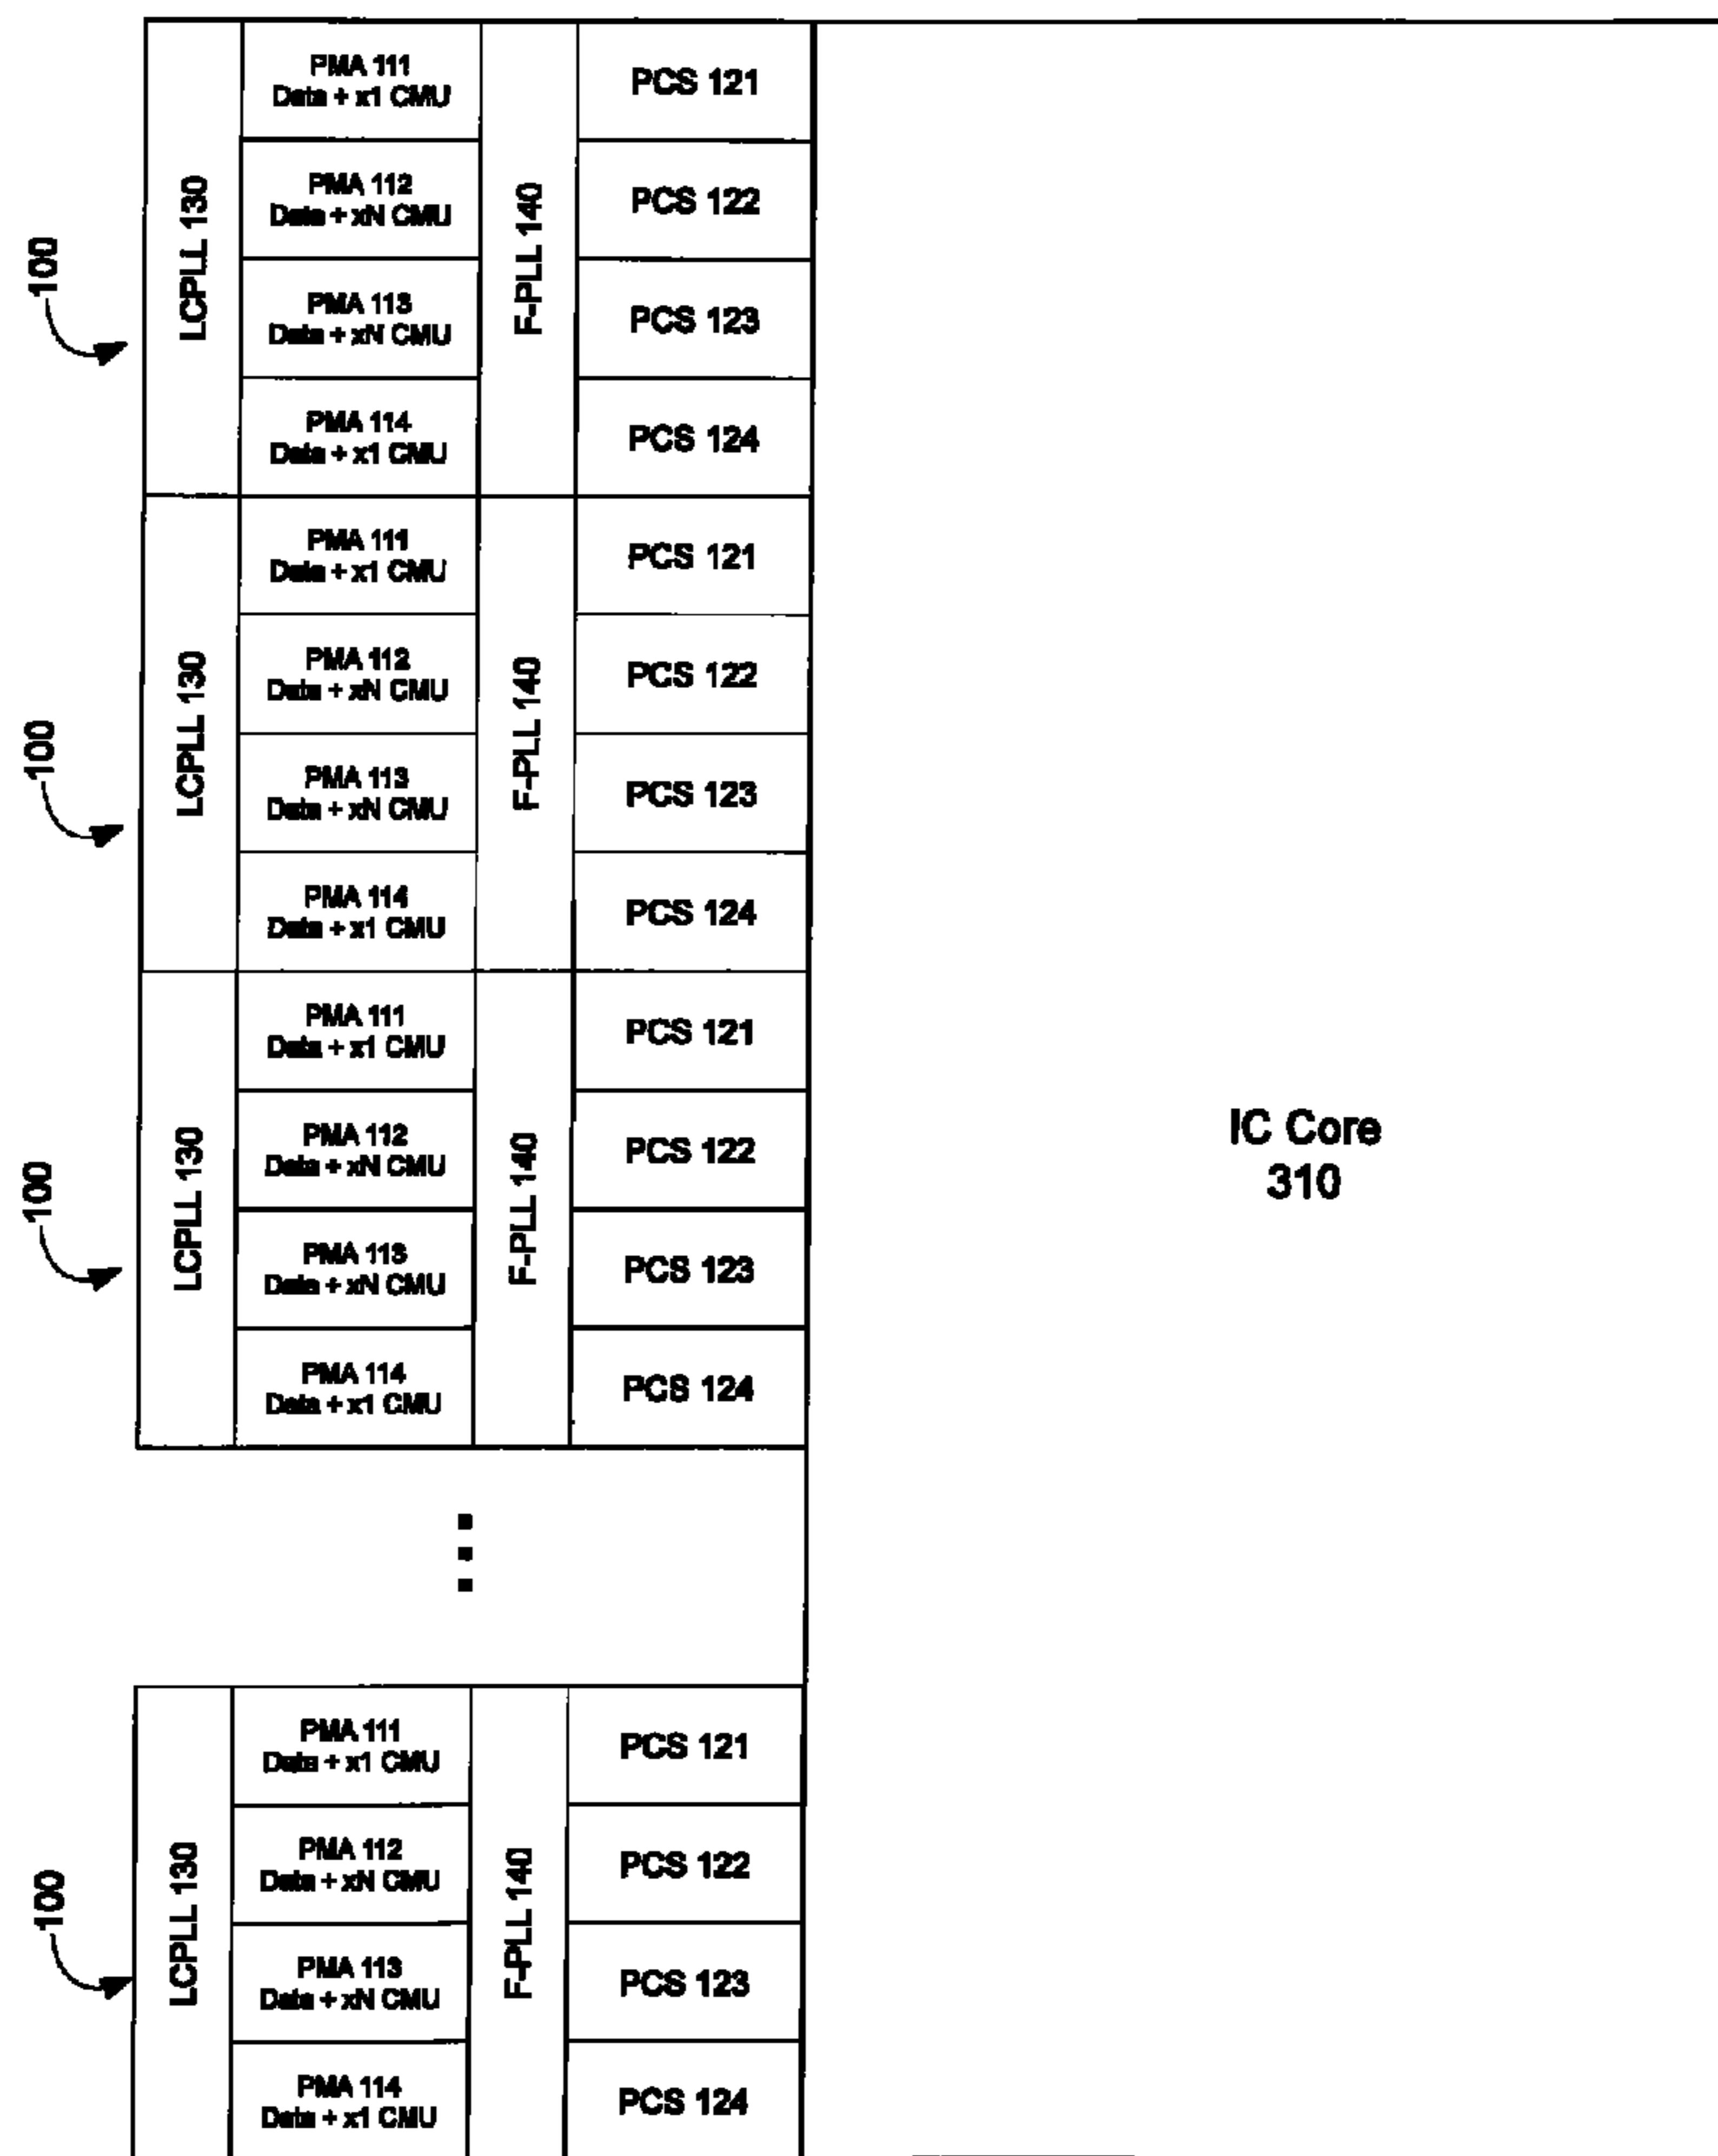 100
LCPLL 130
PMA 111
Data + x1 CMU
PMA 112
Data + xN CMU
PMA 113
Data + xN CMU
PMA 114
Data + x1 CMU
F-PLL 140
PCS 121
PCS 122
PCS 123
PCS 124
100
LCPLL 130
PMA 111
Data + x1 CMU
PMA 112
Data + xN CMU
PMA 113
Data + xN CMU
PMA 114
Data + x1 CMU
F-PLL 140
PCS 121
PCS 122
PCS 123
PCS 124
100
LCPLL 130
PMA 111
Data + x1 CMU
PMA 112
Data + xN CMU
PMA 113
Data + xN CMU
PMA 114
Data + x1 CMU
F-PLL 140
PCS 121
PCS 122
PCS 123
PCS 124
IC Core
310
100
LCPLL 130
PMA 111
Data + x1 CMU
PMA 112
Data + xN CMU
PMA 113
Data + xN CMU
PMA 114
Data + x1 CMU
F-PLL 140
PCS 121
PCS 122
PCS 123
PCS 124